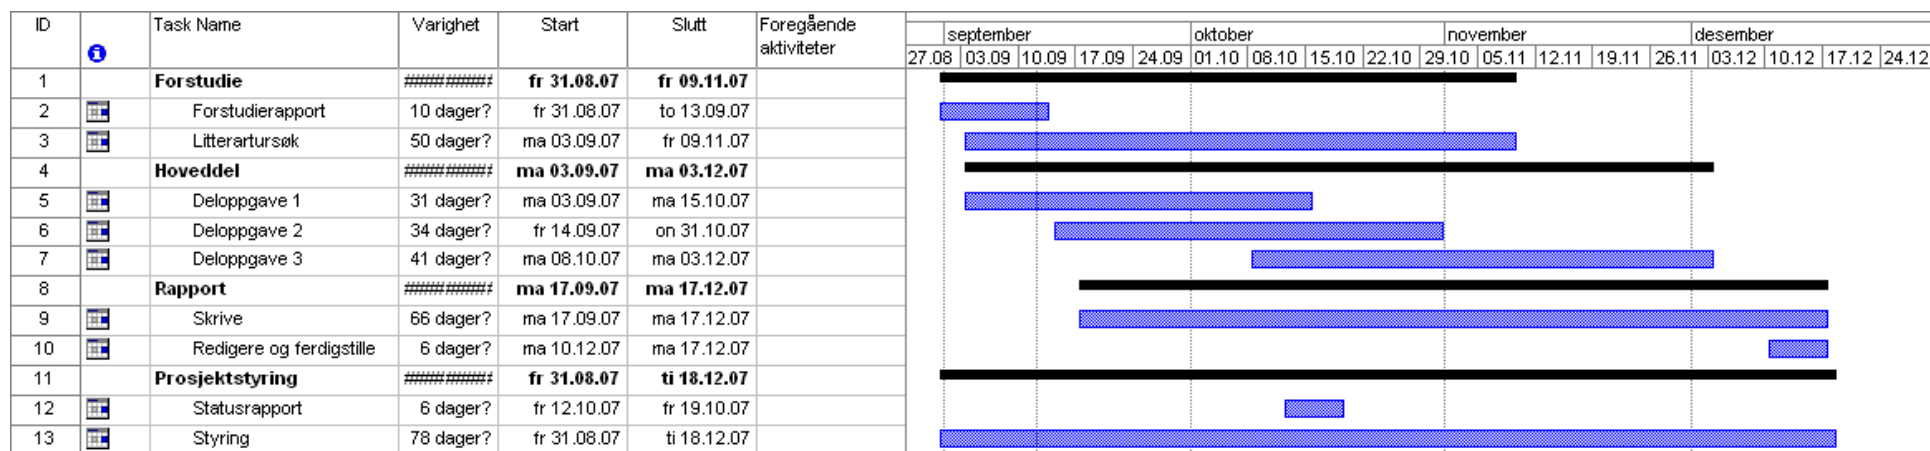 ID Task Name Varighet Start Slutt Foregående aktiviteter
september oktober november desember
27.08 03.09 10.09 17.09 24.09 01.10 08.10 15.10 22.10 29.10 05.11 12.11 19.11 26.11 03.12 10.12 17.12 24.12
1 Forstudie ########## fr 31.08.07 fr 09.11.07
2 Forstudierapport 10 dager? fr 31.08.07 to 13.09.07
3 Litterartursøk 50 dager? ma 03.09.07 fr 09.11.07
4 Hoveddel ########## ma 03.09.07 ma 03.12.07
5 Deloppgave 1 31 dager? ma 03.09.07 ma 15.10.07
6 Deloppgave 2 34 dager? fr 14.09.07 on 31.10.07
7 Deloppgave 3 41 dager? ma 08.10.07 ma 03.12.07
8 Rapport ########## ma 17.09.07 ma 17.12.07
9 Skrive 66 dager? ma 17.09.07 ma 17.12.07
10 Redigere og ferdigstille 6 dager? ma 10.12.07 ma 17.12.07
11 Prosjektstyring ########## fr 31.08.07 ti 18.12.07
12 Statusrapport 6 dager? fr 12.10.07 fr 19.10.07
13 Styring 78 dager? fr 31.08.07 ti 18.12.07